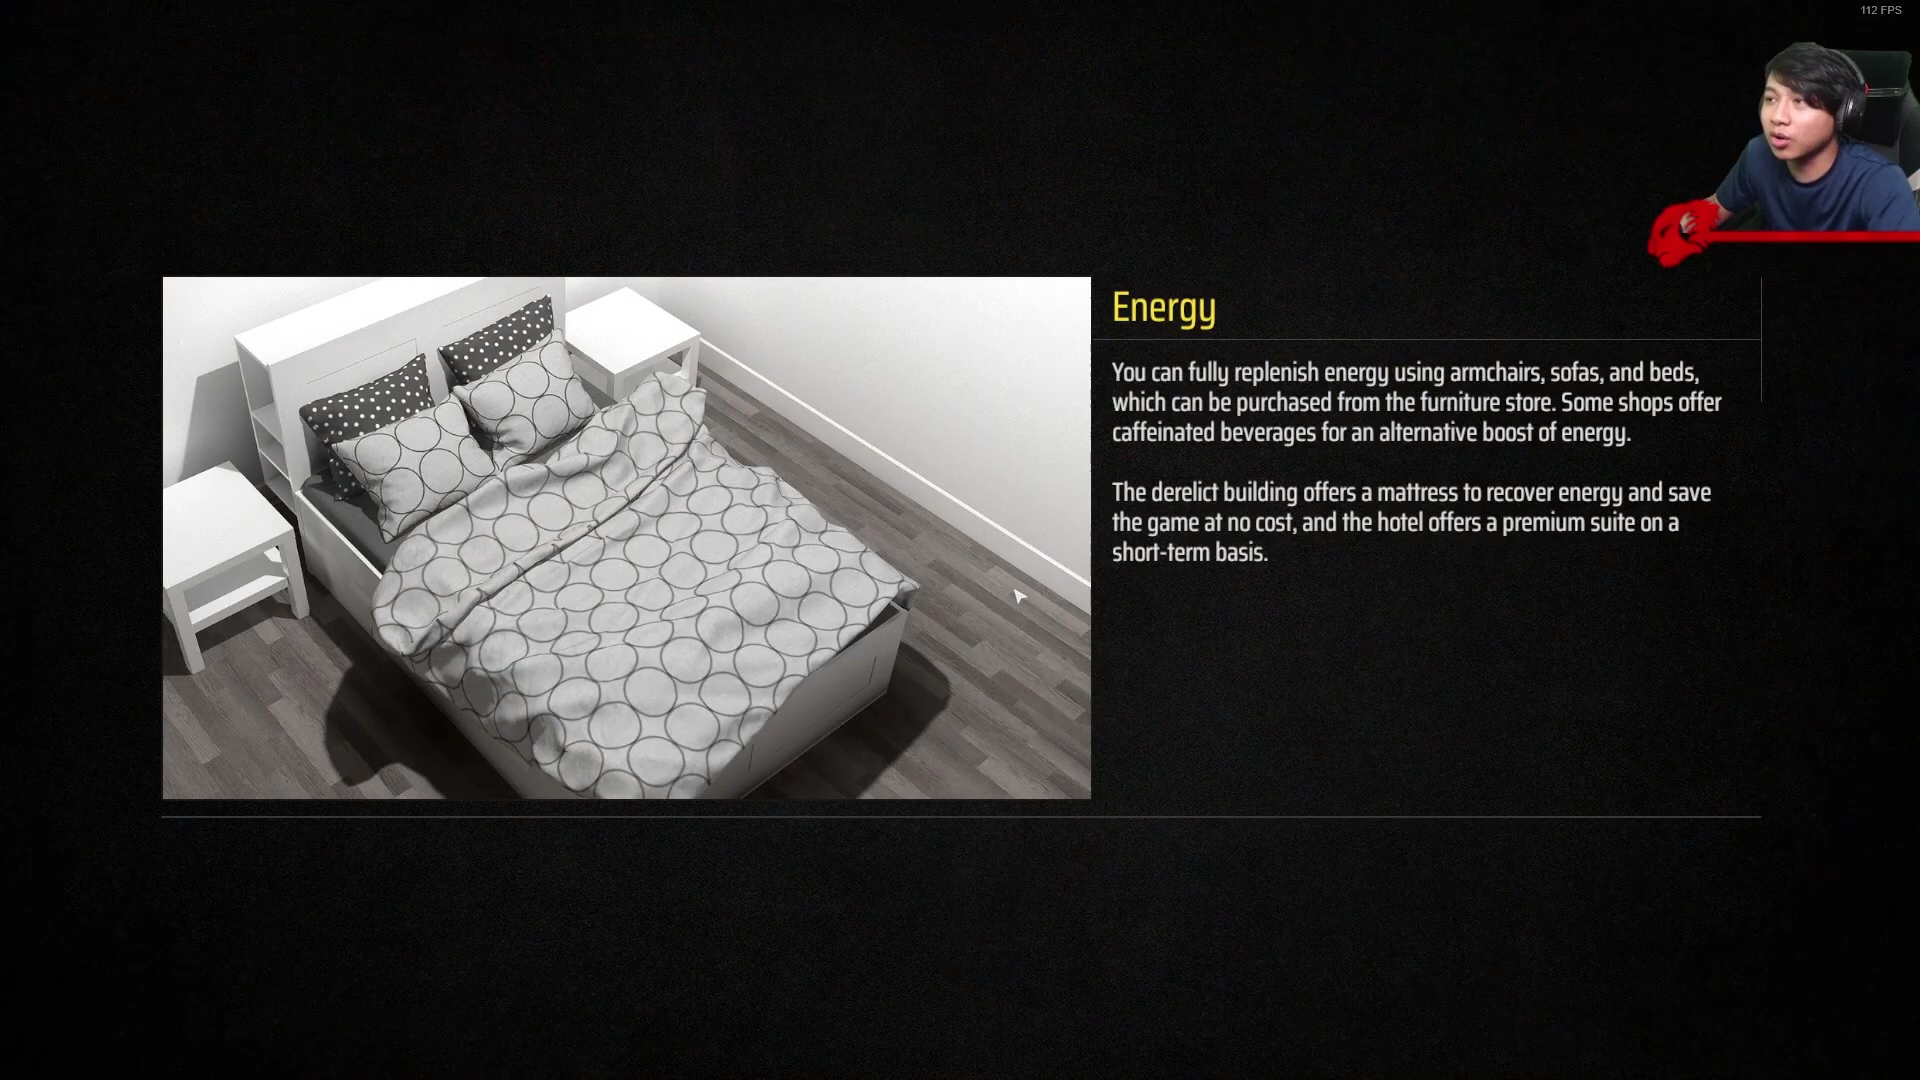 112 FPS
Energy
You can fully replenish energy using armchairs, sofas, and beds,
which can be purchased from the furniture store. Some shops offer
caffeinated beverages for an alternative boost of energy.
The derelict building offers a mattress to recover energy and save
the game at no cost, and the hotel offers a premium suite on a
short-term basis.